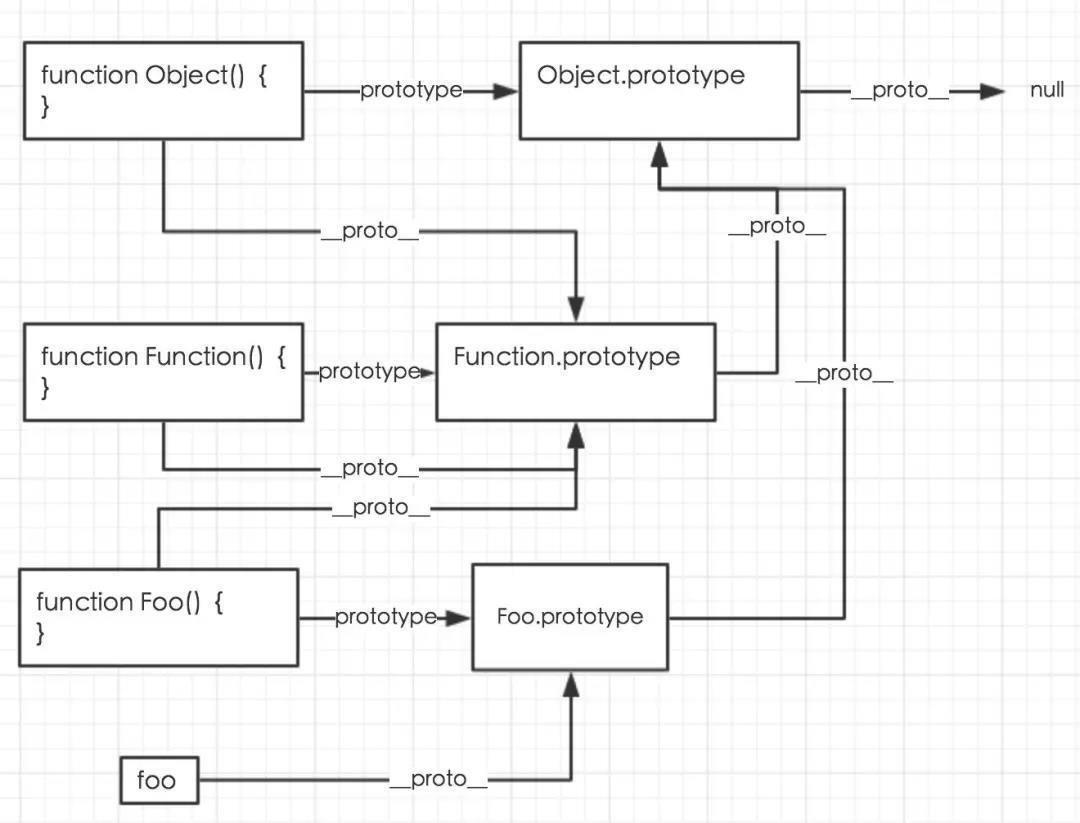 function Object() {
}
prototype
Object.prototype
__proto__
null
__proto__
__proto__
function Function() {
}
prototype
Function.prototype
__proto__
__proto__
__proto__
function Foo() {
}
prototype
Foo.prototype
foo
__proto__